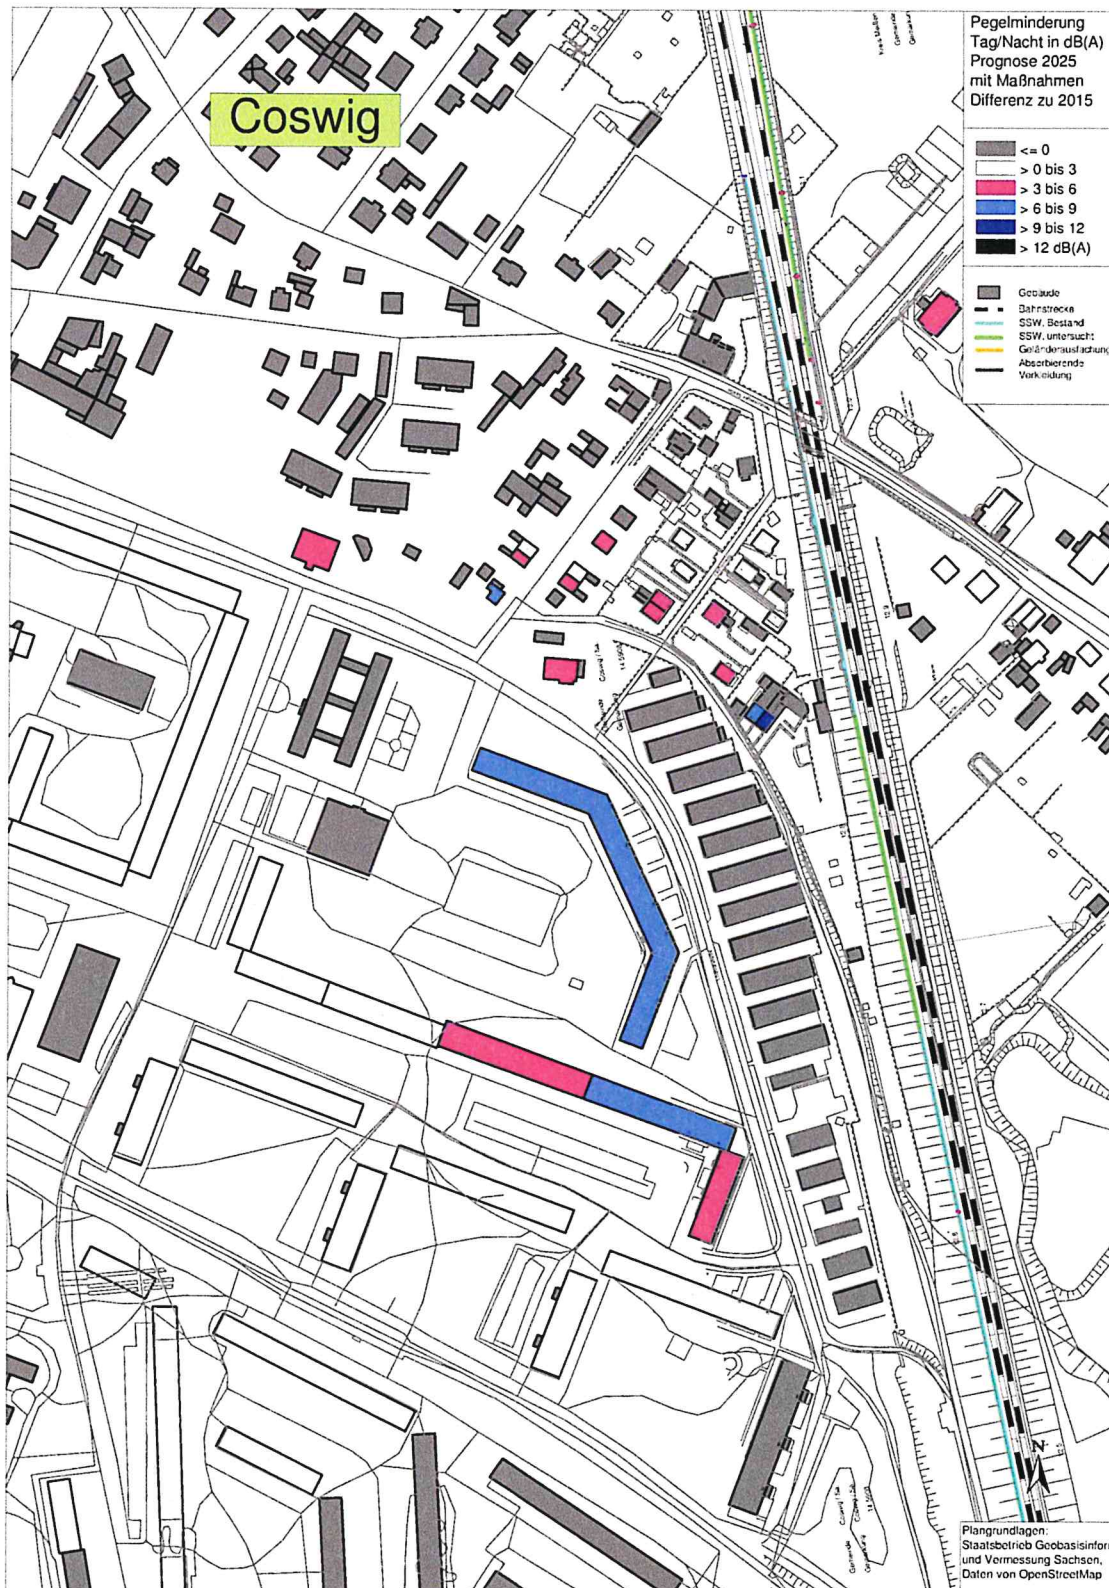 Coswig
Pegelminderung
Tag/Nacht in dB(A)
Prognose 2025
mit Maßnahmen
Differenz zu 2015
<= 0
> 0 bis 3
> 3 bis 6
> 6 bis 9
> 9 bis 12
> 12 dB(A)
Gebäude
Bahnstrecke
SSW, Bestand
SSW, untersucht
Geländerausfachung
Absorbierende
Verkleidung
N
Plangrundlagen:
Staatsbetrieb Geobasisinfor
und Vermessung Sachsen,
Daten von OpenStreetMap